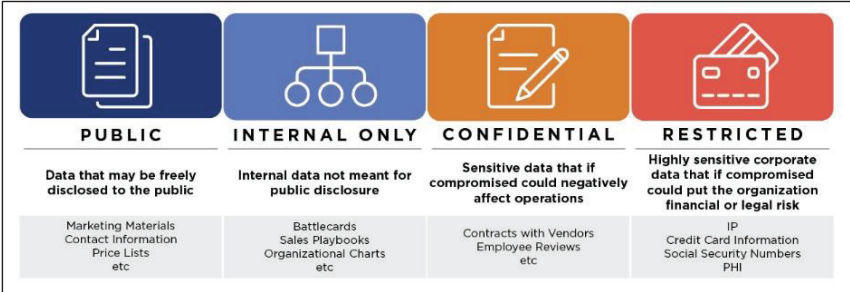 PUBLIC
Data that may be freely
disclosed to the public
Marketing Materials
Contact Information
Price Lists
etc
INTERNAL ONLY
Internal data not meant for
public disclosure
Battlecards
Sales Playbooks
Organizational Charts
etc
CONFIDENTIAL
Sensitive data that if
compromised could negatively
affect operations
Contracts with Vendors
Employee Reviews
etc
RESTRICTED
Highly sensitive corporate
data that if compromised
could put the organization
financial or legal risk
IP
Credit Card Information
Social Security Numbers
PHI